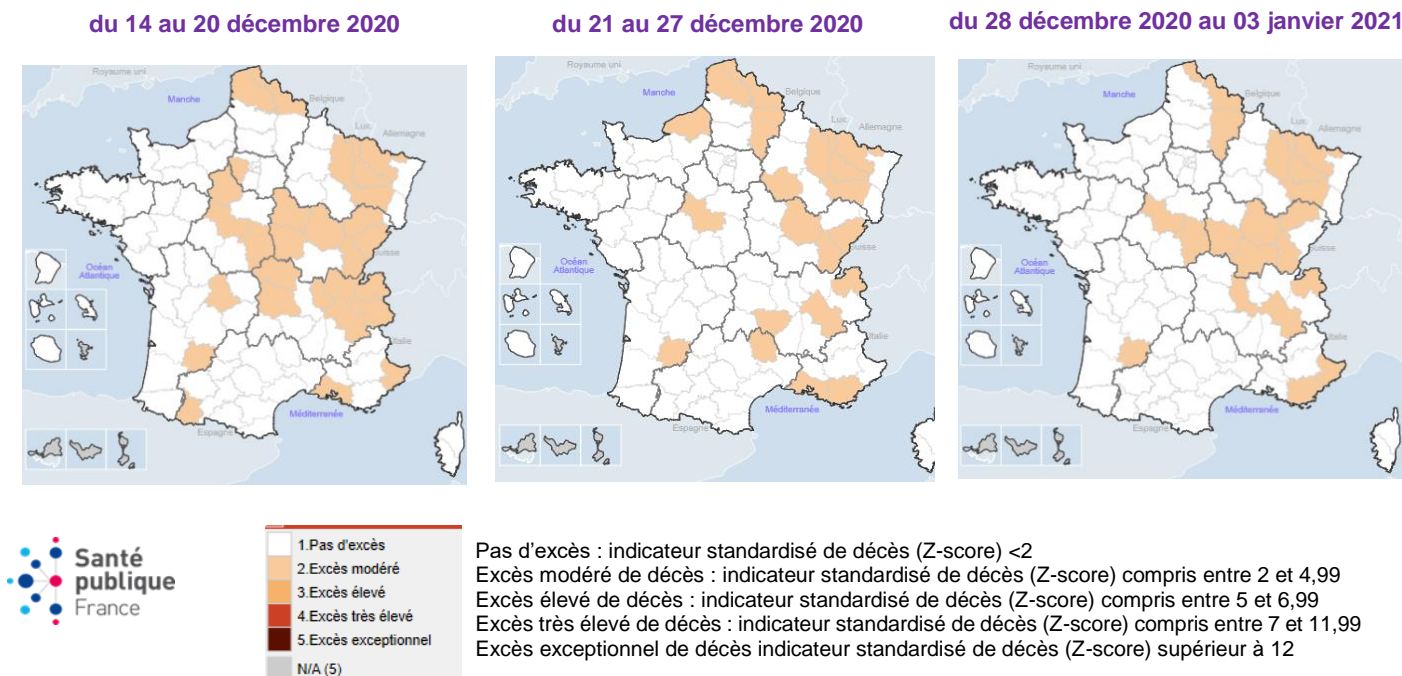 du 14 au 20 décembre 2020
du 21 au 27 décembre 2020
du 28 décembre 2020 au 03 janvier 2021
Royaume uni
Manche
Belgique
Lux.
Allemagne
Suisse
Océan
Atlantique
Italie
Méditerranée
Espagne
Royaume uni
Manche
Belgique
Lux.
Allemagne
Suisse
Océan
Atlantique
Italie
Méditerranée
Espagne
Royaume uni
Manche
Belgique
Lux.
Allemagne
Suisse
Océan
Atlantique
Italie
Méditerranée
Espagne
Santé
publique
France
1.Pas d'excès
2.Excès modéré
3.Excès élevé
4.Excès très élevé
5.Excès exceptionnel
N/A (5)
Pas d'excès : indicateur standardisé de décès (Z-score) <2
Excès modéré de décès : indicateur standardisé de décès (Z-score) compris entre 2 et 4,99
Excès élevé de décès : indicateur standardisé de décès (Z-score) compris entre 5 et 6,99
Excès très élevé de décès : indicateur standardisé de décès (Z-score) compris entre 7 et 11,99
Excès exceptionnel de décès indicateur standardisé de décès (Z-score) supérieur à 12